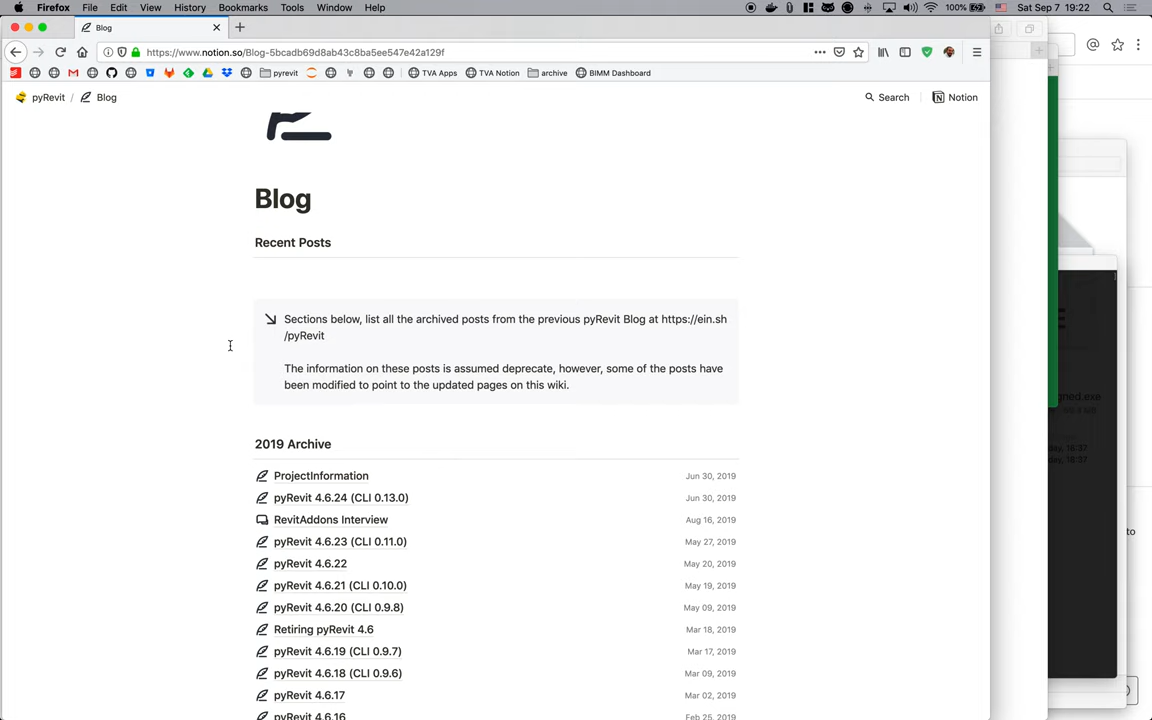 Firefox File Edit View History Bookmarks Tools Window Help
100% Sat Sep 7 19:22
Blog
https://www.notion.so/Blog-5bcadb69d8ab43c8ba5ee547e42a129f
pyrevit TVA Apps TVA Notion archive BIMM Dashboard
pyRevit / Blog Search Notion
Blog
Recent Posts
Sections below, list all the archived posts from the previous pyRevit Blog at https://ein.sh
/pyRevit
The information on these posts is assumed deprecate, however, some of the posts have
been modified to point to the updated pages on this wiki.
2019 Archive
ProjectInformation Jun 30, 2019
pyRevit 4.6.24 (CLI 0.13.0) Jun 30, 2019
RevitAddons Interview Aug 16, 2019
pyRevit 4.6.23 (CLI 0.11.0) May 27, 2019
pyRevit 4.6.22 May 20, 2019
pyRevit 4.6.21 (CLI 0.10.0) May 19, 2019
pyRevit 4.6.20 (CLI 0.9.8) May 09, 2019
Retiring pyRevit 4.6 Mar 18, 2019
pyRevit 4.6.19 (CLI 0.9.7) Mar 17, 2019
pyRevit 4.6.18 (CLI 0.9.6) Mar 09, 2019
pyRevit 4.6.17 Mar 02, 2019
pyRevit 4.6.16 Feb 25, 2019
gned.exe
day, 16:37
day, 18:37
to